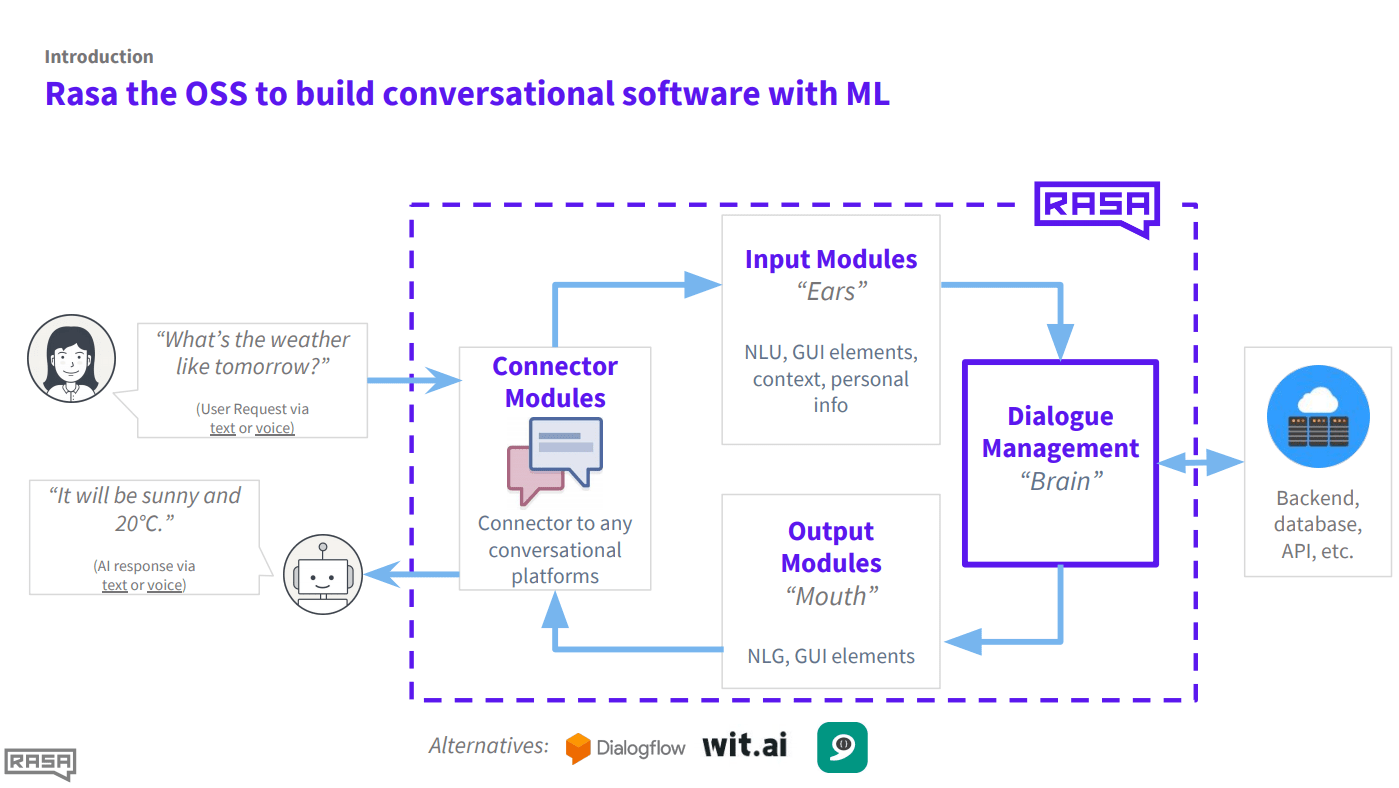 Introduction
Rasa the OSS to build conversational software with ML
RASA
“What’s the weather
like tomorrow?”
(User Request via
text or voice)
“It will be sunny and
20°C.”
(AI response via
text or voice)
Connector
Modules
Connector to any
conversational
platforms
Input Modules
“Ears”
NLU, GUI elements,
context, personal
info
Dialogue
Management
“Brain”
Output
Modules
“Mouth”
NLG, GUI elements
Backend,
database,
API, etc.
Alternatives: Dialogflow wit.ai
RASA